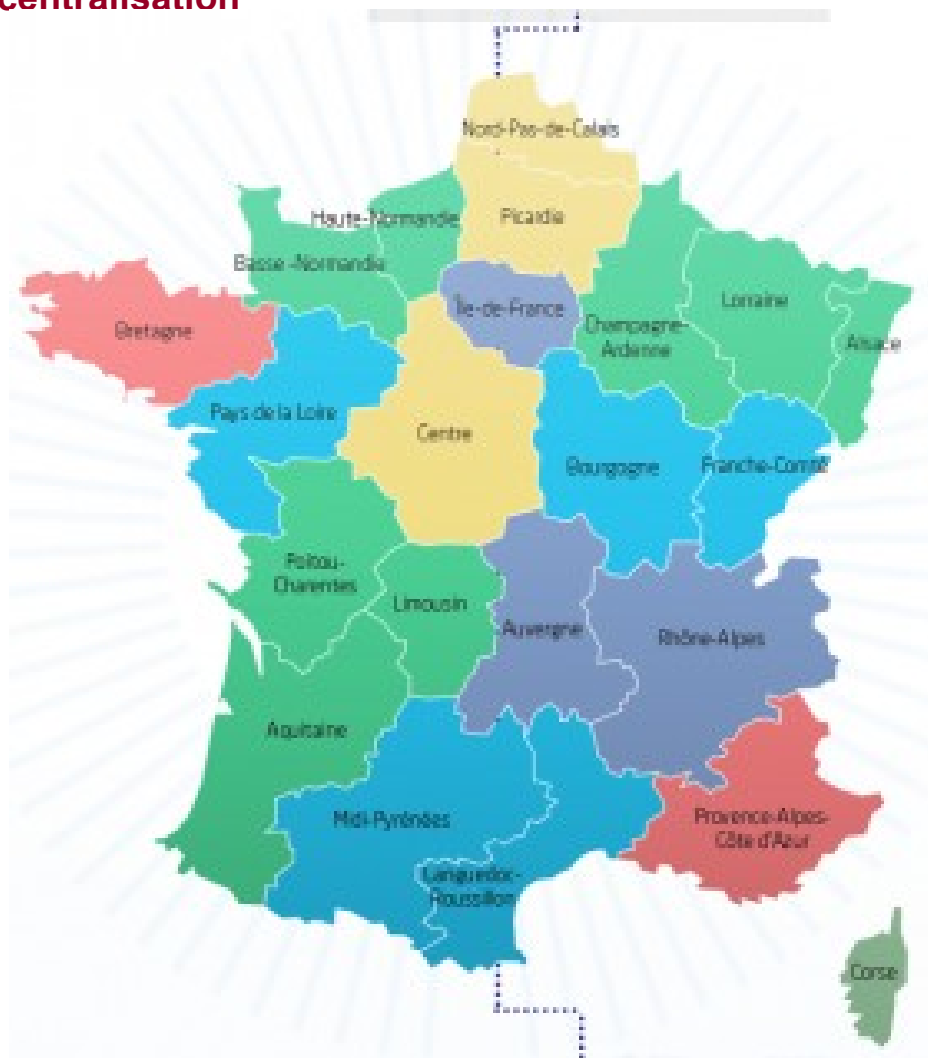 centralisation
Nord-Pas-de-Calais
Picardie
Haute-Normandie
Basse -Normandie
Île-de-France
Champagne-
Ardenne
Lorraine
Alsace
Bretagne
Pays de la Loire
Centre
Bourgogne
Franche-Comté
Poitou-
Charentes
Limousin
Auvergne
Rhône-Alpes
Aquitaine
Midi-Pyrénées
Languedoc-
Roussillon
Provence-Alpes-
Côte d'Azur
Corse